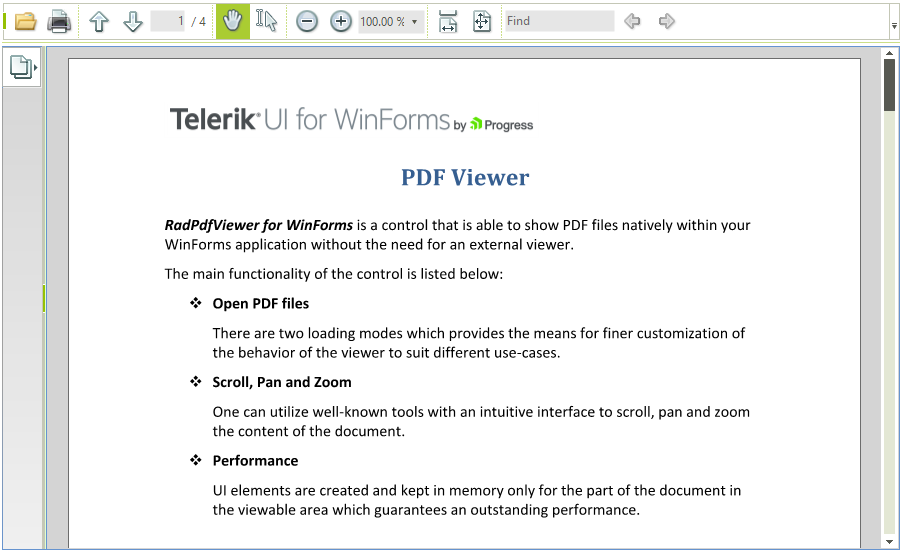 1 / 4 100.00 % Find
Telerik UI for WinForms by Progress
PDF Viewer
RadPdfViewer for WinForms is a control that is able to show PDF files natively within your
WinForms application without the need for an external viewer.
The main functionality of the control is listed below:
❖ Open PDF files
There are two loading modes which provides the means for finer customization of
the behavior of the viewer to suit different use-cases.
❖ Scroll, Pan and Zoom
One can utilize well-known tools with an intuitive interface to scroll, pan and zoom
the content of the document.
❖ Performance
UI elements are created and kept in memory only for the part of the document in
the viewable area which guarantees an outstanding performance.